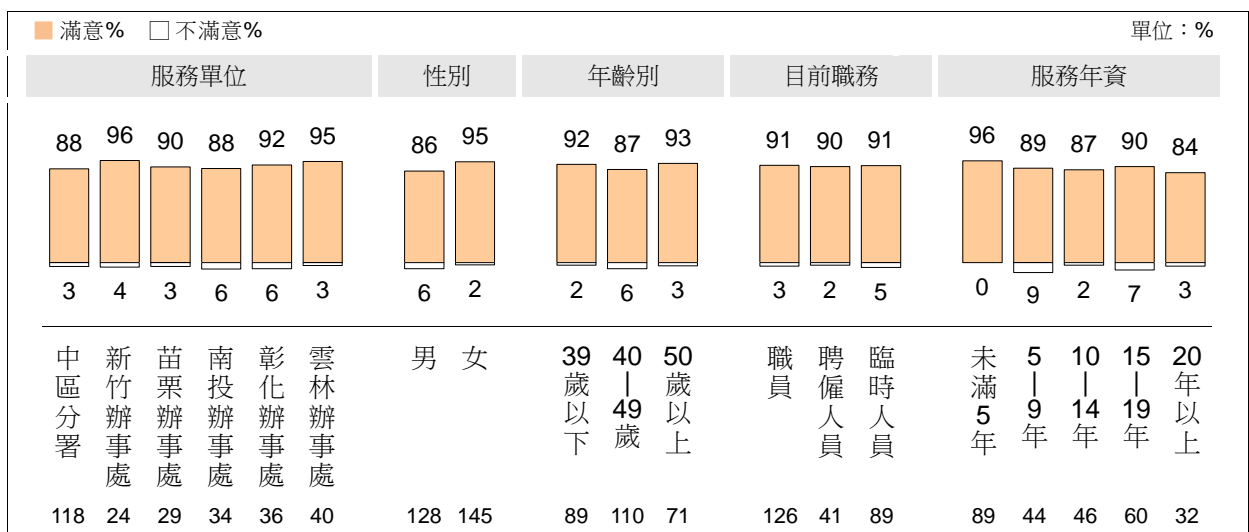 滿意% 不滿意% 單位：%
服務單位 性別 年齡別 目前職務 服務年資
88 96 90 88 92 95 86 95 92 87 93 91 90 91 96 89 87 90 84
3 4 3 6 6 3 6 2 2 6 3 3 2 5 0 9 2 7 3
中區分署
新竹辦事處
苗栗辦事處
南投辦事處
彰化辦事處
雲林辦事處
男
女
39歲以下
40|49歲
50歲以上
職員
聘僱人員
臨時人員
未滿5年
5|9年
10|14年
15|19年
20年以上
118 24 29 34 36 40 128 145 89 110 71 126 41 89 89 44 46 60 32